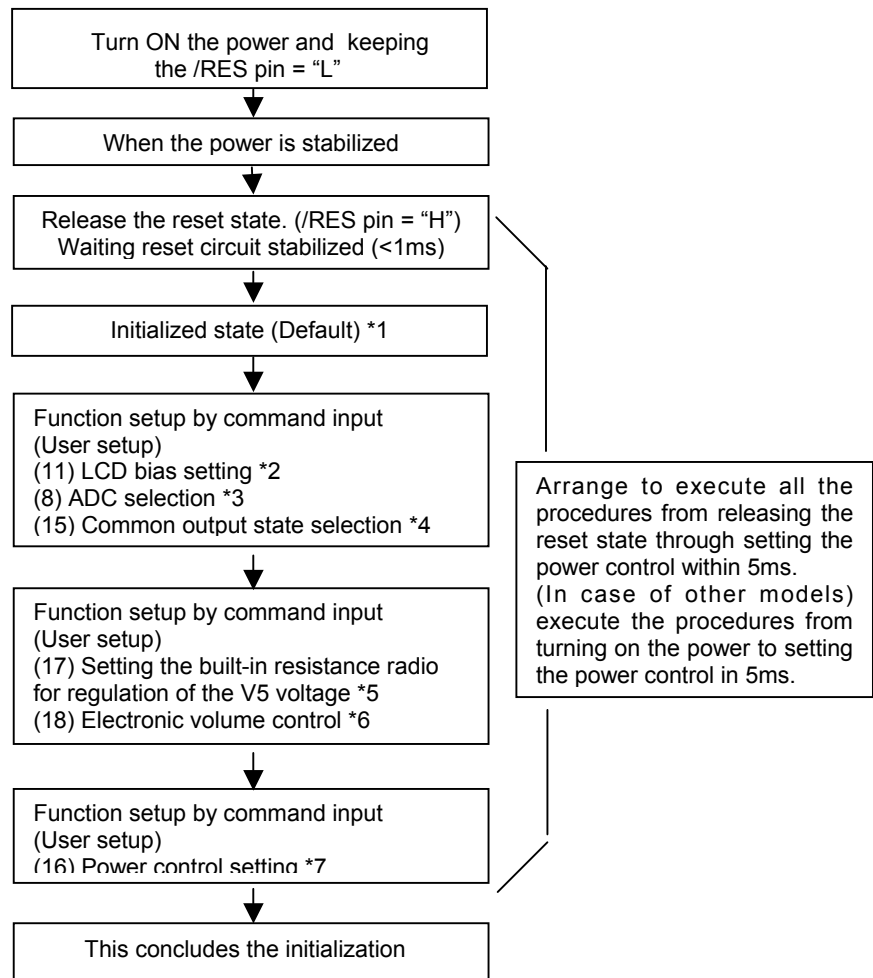 Turn ON the power and keeping
the /RES pin = “L”
When the power is stabilized
Release the reset state. (/RES pin = “H”)
Waiting reset circuit stabilized (<1ms)
Initialized state (Default) *1
Function setup by command input
(User setup)
(11) LCD bias setting *2
(8) ADC selection *3
(15) Common output state selection *4
Arrange to execute all the
procedures from releasing the
reset state through setting the
power control within 5ms.
(In case of other models)
execute the procedures from
turning on the power to setting
the power control in 5ms.
Function setup by command input
(User setup)
(17) Setting the built-in resistance radio
for regulation of the V5 voltage *5
(18) Electronic volume control *6
Function setup by command input
(User setup)
(16) Power control setting *7
This concludes the initialization